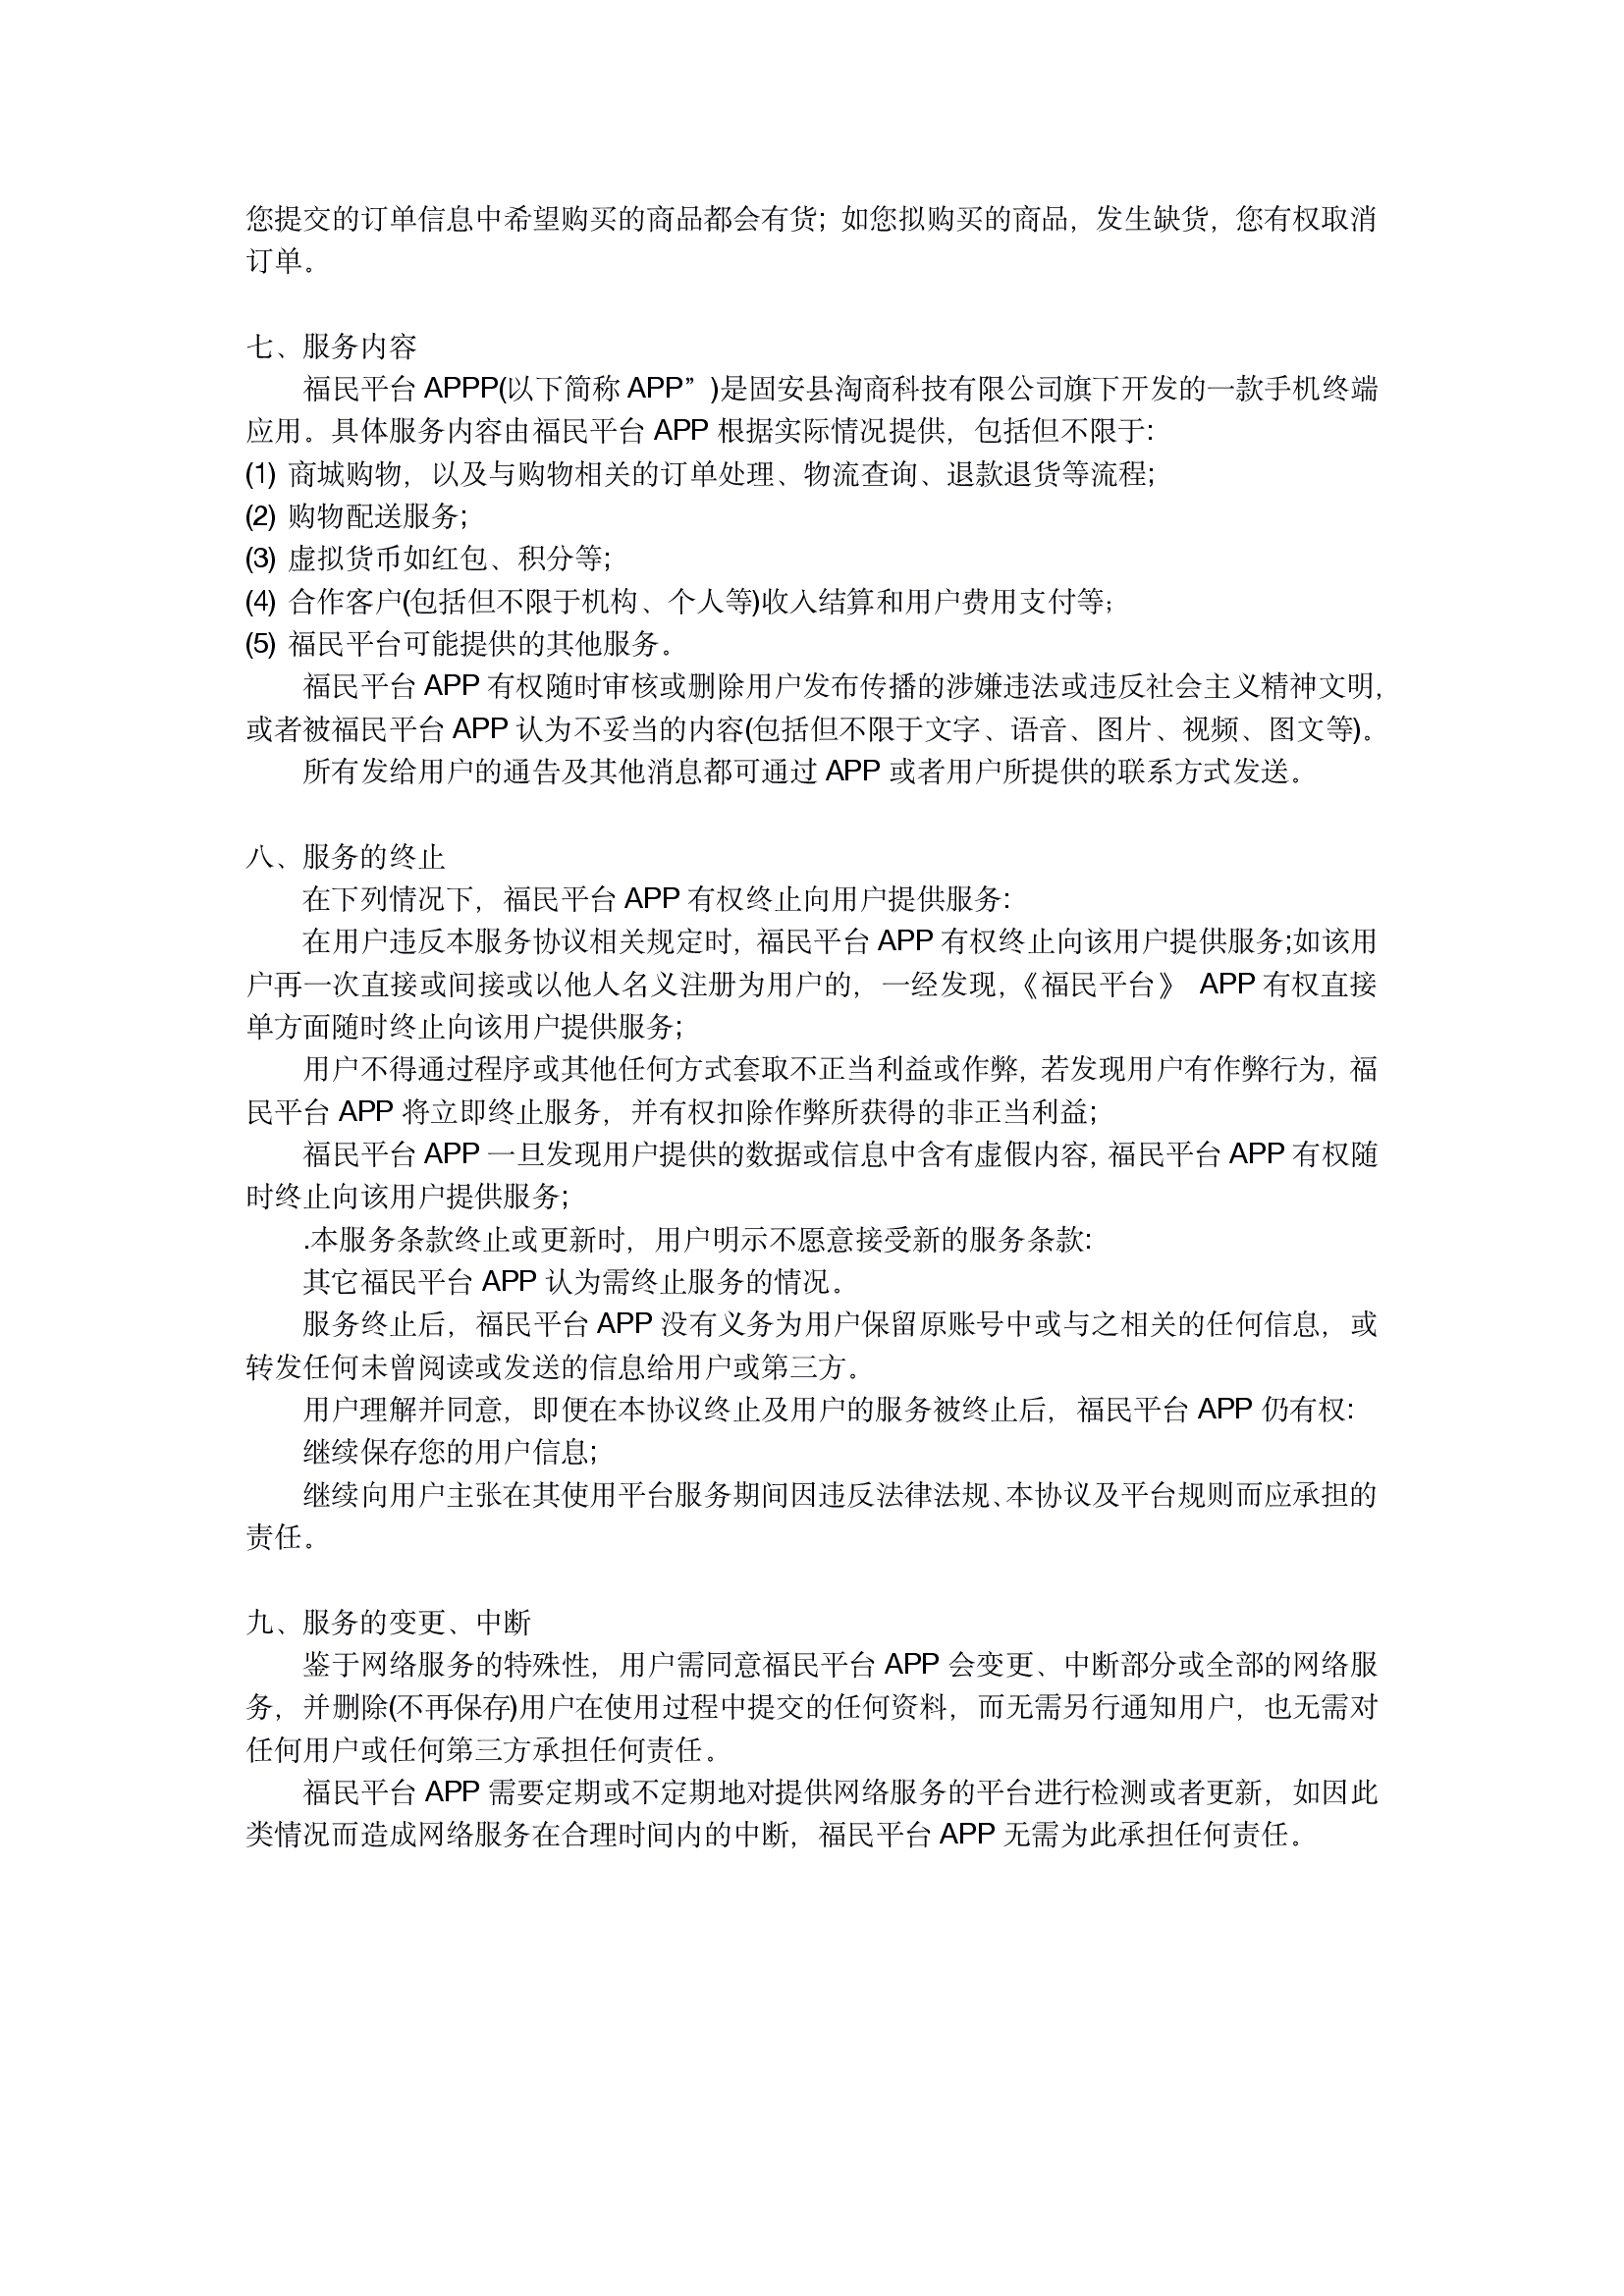 您提交的订单信息中希望购买的商品都会有货；如您拟购买的商品，发生缺货，您有权取消
订单。
七、服务内容
福民平台 APPP(以下简称 APP”)是固安县淘商科技有限公司旗下开发的一款手机终端
应用。具体服务内容由福民平台 APP 根据实际情况提供，包括但不限于:
(1) 商城购物，以及与购物相关的订单处理、物流查询、退款退货等流程;
(2) 购物配送服务;
(3) 虚拟货币如红包、积分等;
(4) 合作客户(包括但不限于机构、个人等)收入结算和用户费用支付等;
(5) 福民平台可能提供的其他服务。
福民平台 APP 有权随时审核或删除用户发布传播的涉嫌违法或违反社会主义精神文明，
或者被福民平台 APP 认为不妥当的内容(包括但不限于文字、语音、图片、视频、图文等)。
所有发给用户的通告及其他消息都可通过 APP 或者用户所提供的联系方式发送。
八、服务的终止
在下列情况下，福民平台 APP 有权终止向用户提供服务:
在用户违反本服务协议相关规定时，福民平台 APP 有权终止向该用户提供服务;如该用
户再一次直接或间接或以他人名义注册为用户的，一经发现，《福民平台》 APP 有权直接
单方面随时终止向该用户提供服务;
用户不得通过程序或其他任何方式套取不正当利益或作弊，若发现用户有作弊行为，福
民平台 APP 将立即终止服务，并有权扣除作弊所获得的非正当利益;
福民平台 APP 一旦发现用户提供的数据或信息中含有虚假内容，福民平台 APP 有权随
时终止向该用户提供服务;
.本服务条款终止或更新时，用户明示不愿意接受新的服务条款:
其它福民平台 APP 认为需终止服务的情况。
服务终止后，福民平台 APP 没有义务为用户保留原账号中或与之相关的任何信息，或
转发任何未曾阅读或发送的信息给用户或第三方。
用户理解并同意，即便在本协议终止及用户的服务被终止后，福民平台 APP 仍有权:
继续保存您的用户信息;
继续向用户主张在其使用平台服务期间因违反法律法规、本协议及平台规则而应承担的
责任。
九、服务的变更、中断
鉴于网络服务的特殊性，用户需同意福民平台 APP 会变更、中断部分或全部的网络服
务，并删除(不再保存)用户在使用过程中提交的任何资料，而无需另行通知用户，也无需对
任何用户或任何第三方承担任何责任。
福民平台 APP 需要定期或不定期地对提供网络服务的平台进行检测或者更新，如因此
类情况而造成网络服务在合理时间内的中断，福民平台 APP 无需为此承担任何责任。